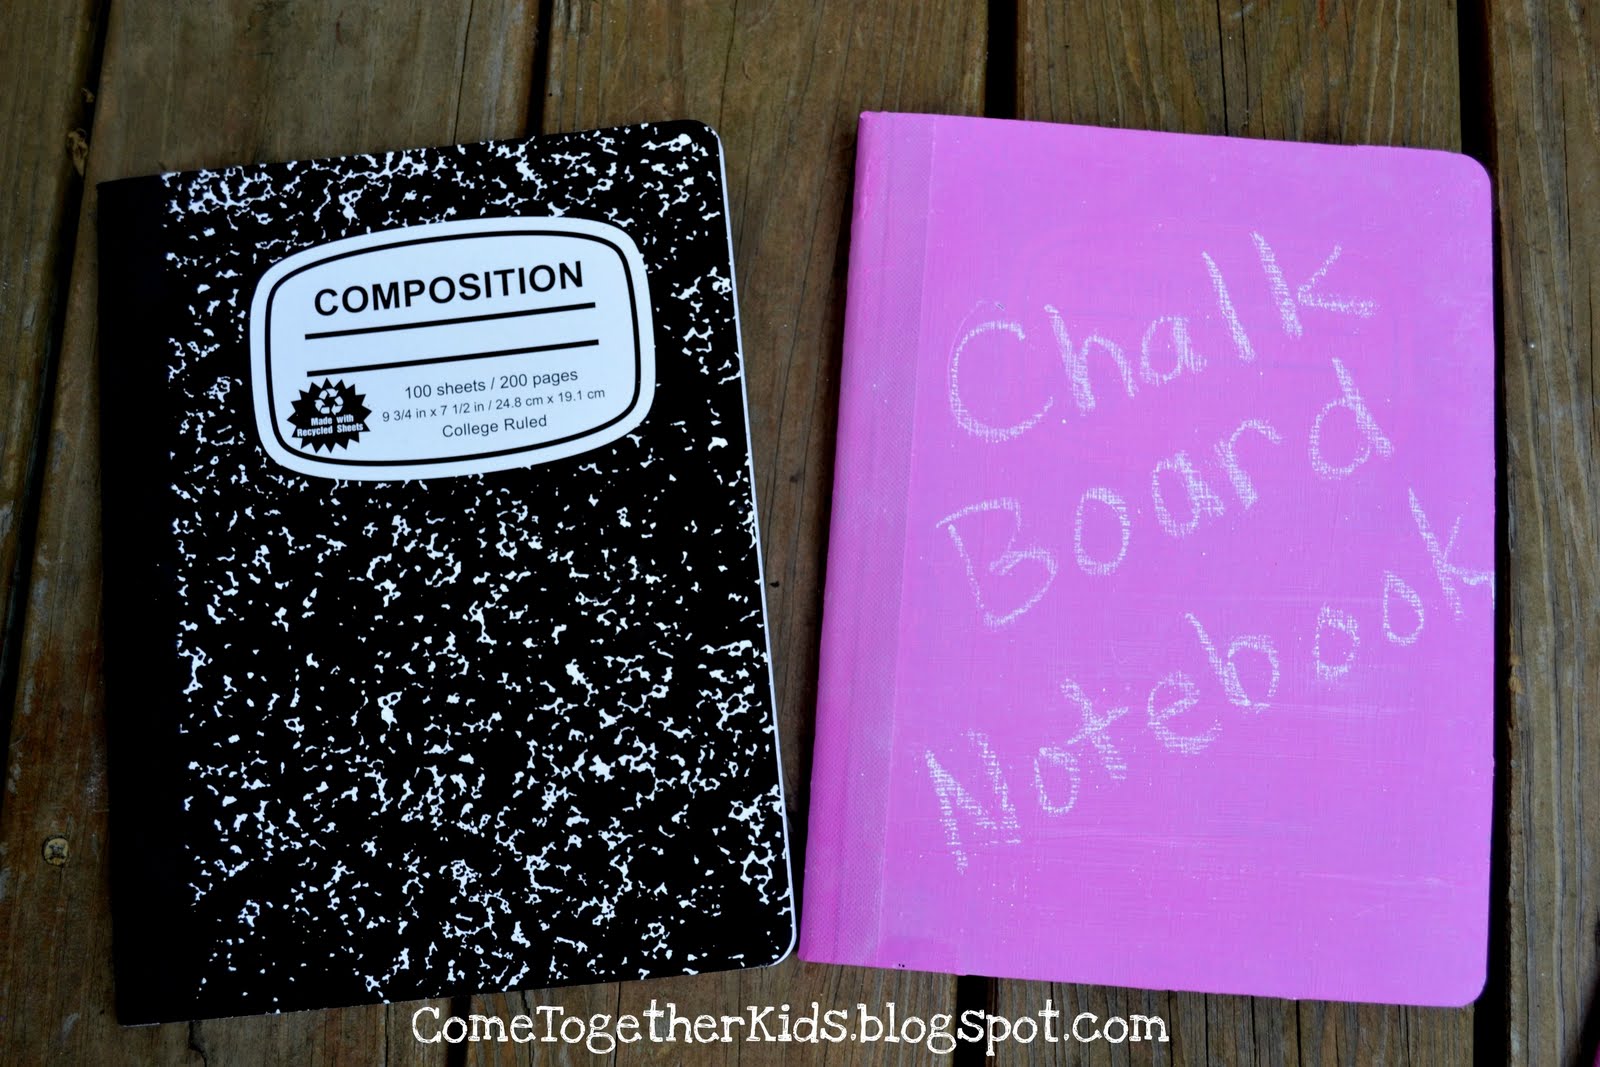 COMPOSITION
100 sheets / 200 pages
9 3/4 in x 7 1/2 in / 24.8 cm x 19.1 cm
College Ruled
Made with
Recycled Sheets
Chalk
Board
Notebook
ComeTogetherKids.blogspot.com